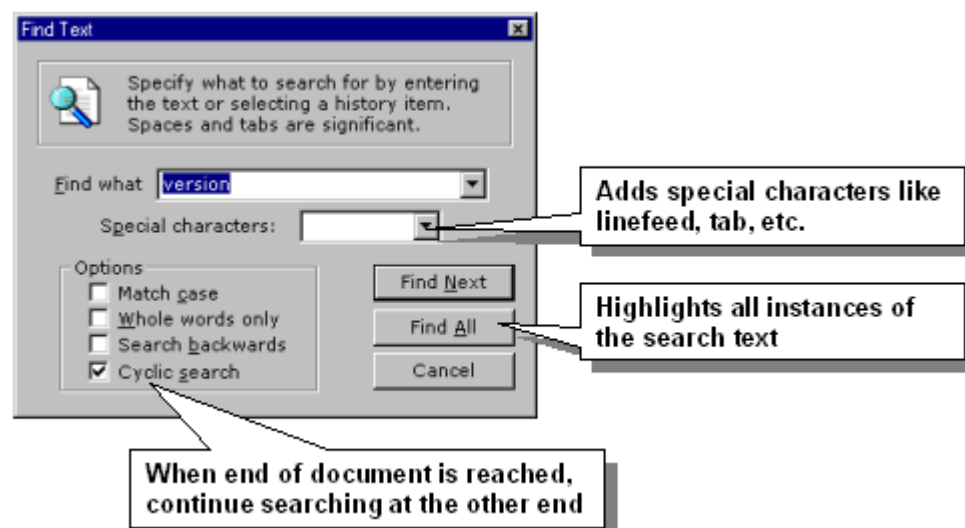 Find Text
Specify what to search for by entering
the text or selecting a history item.
Spaces and tabs are significant.
Find what version
Special characters:
Adds special characters like
linefeed, tab, etc.
Options
Match case
Whole words only
Search backwards
Cyclic search
Find Next
Find All
Cancel
Highlights all instances of
the search text
When end of document is reached,
continue searching at the other end